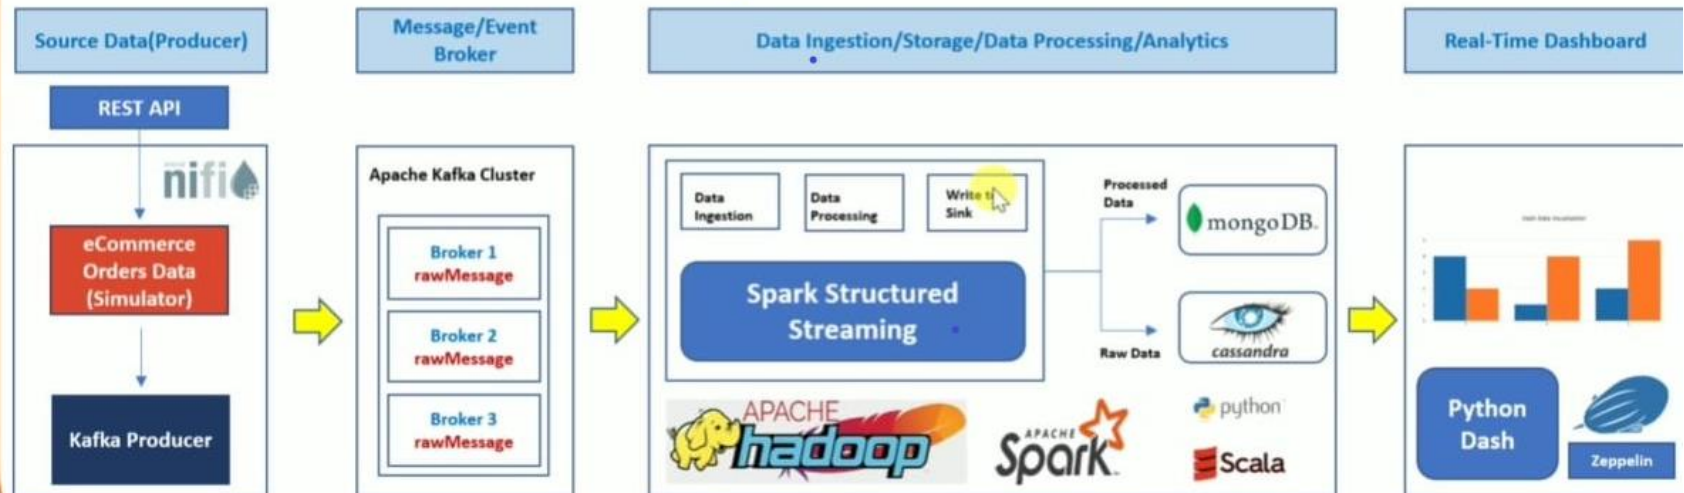 Source Data(Producer)
Message/Event
Broker
Data Ingestion/Storage/Data Processing/Analytics
Real-Time Dashboard
REST API
nifi
eCommerce
Orders Data
(Simulator)
Kafka Producer
Apache Kafka Cluster
Broker 1
rawMessage
Broker 2
rawMessage
Broker 3
rawMessage
Data
Ingestion
Data
Processing
Write
Sink
Spark Structured
Streaming
Processed
Data
mongoDB.
Raw Data
cassandra
APACHE
hadoop
APACHE
Spark
python
Scala
Python
Dash
Zeppelin